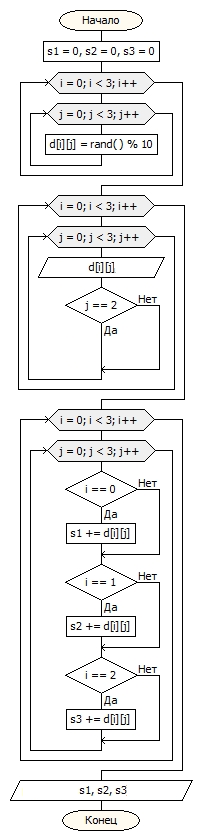 Начало
s1 = 0, s2 = 0, s3 = 0
i = 0; i < 3; i++
j = 0; j < 3; j++
d[i][j] = rand( ) % 10
i = 0; i < 3; i++
j = 0; j < 3; j++
d[i][j]
j == 2
Нет
Да
i = 0; i < 3; i++
j = 0; j < 3; j++
i == 0
Нет
Да
s1 += d[i][j]
i == 1
Нет
Да
s2 += d[i][j]
i == 2
Нет
Да
s3 += d[i][j]
s1, s2, s3
Конец